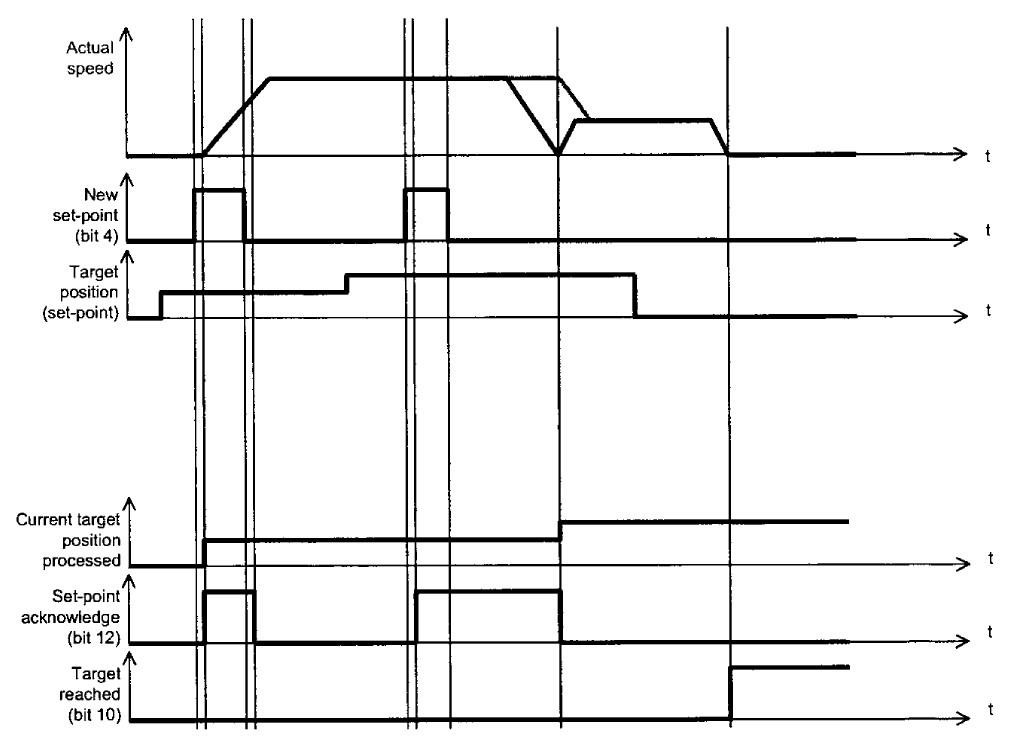 Actual
speed
t
New
set-point
(bit 4)
t
Target
position
(set-point)
t
Current target
position
processed
t
Set-point
acknowledge
(bit 12)
t
Target
reached
(bit 10)
t